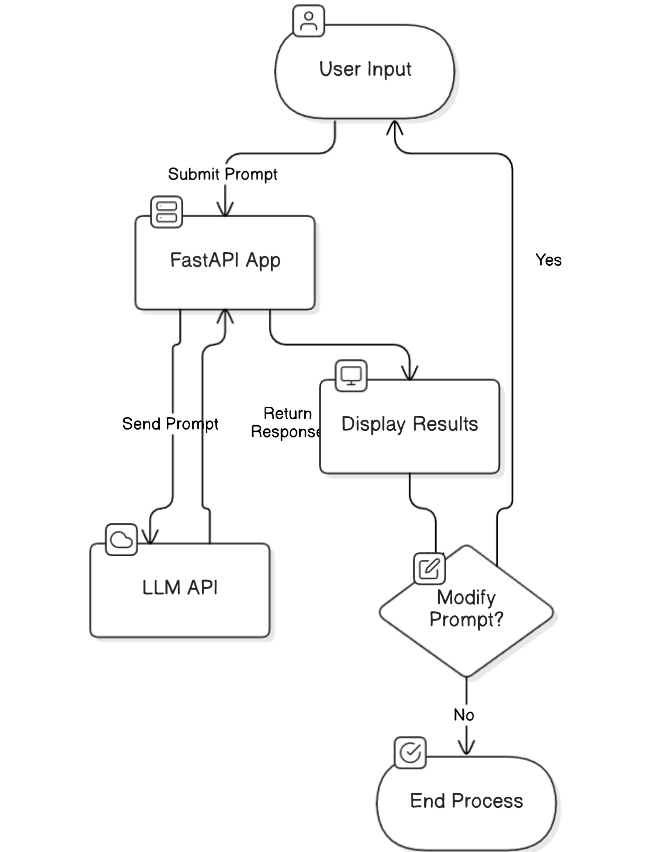 User Input
Submit Prompt
FastAPI App
Yes
Send Prompt
Return
Response
Display Results
LLM API
Modify
Prompt?
No
End Process